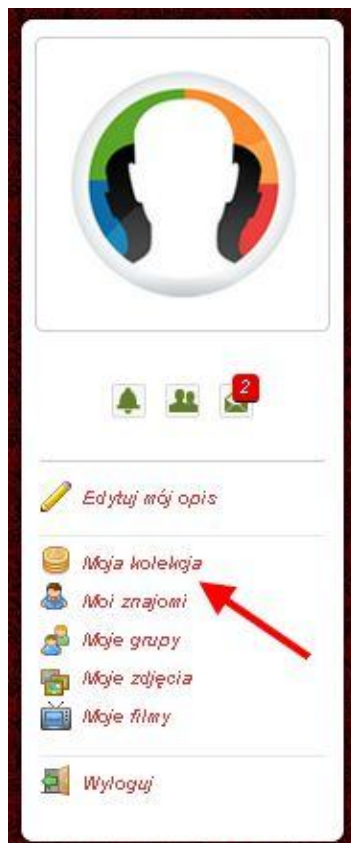 2
Edytuj mój opis
Moja kolekcja
Moi znajomi
Moje grupy
Moje zdjęcia
Moje filmy
Wyloguj